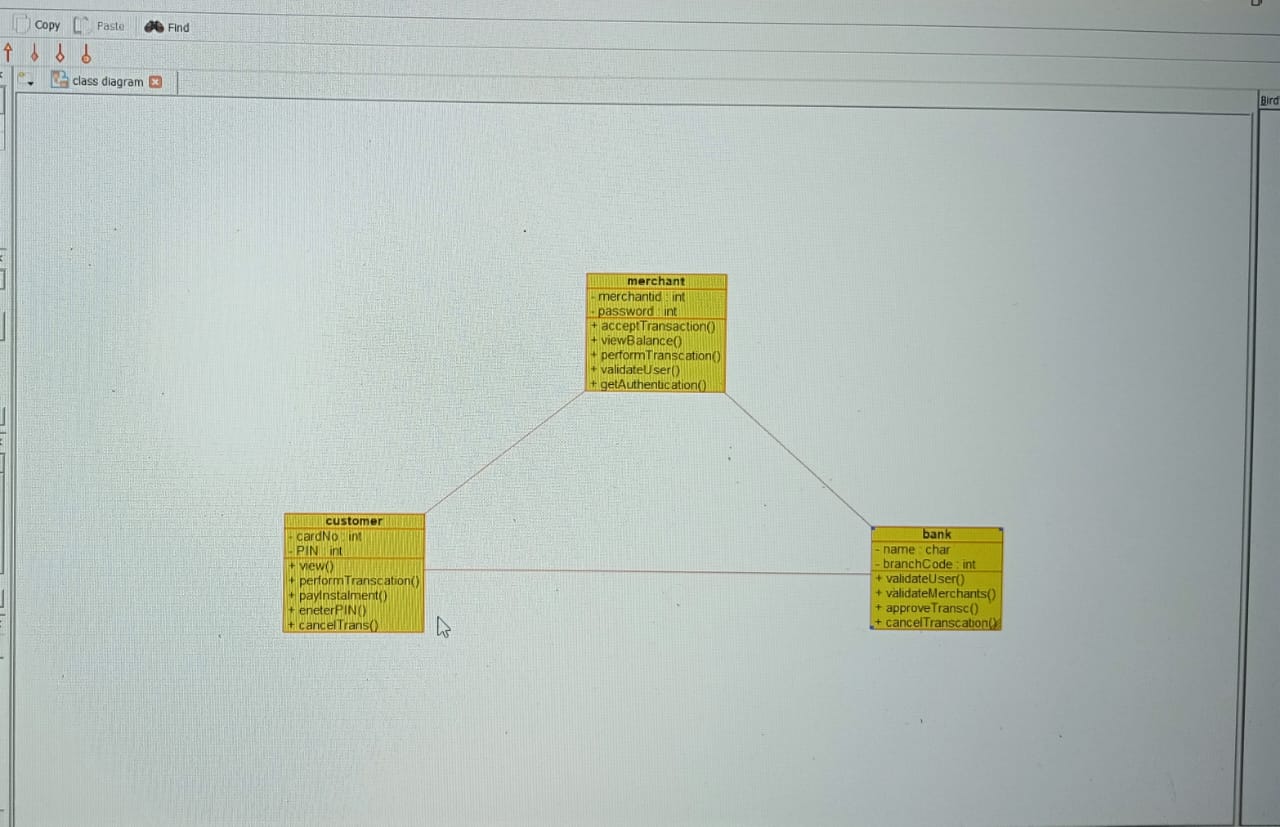 Copy Paste Find
class diagram
Bird
merchant
- merchantid : int
- password : int
+ acceptTransaction()
+ viewBalance()
+ performTranscation()
+ validateUser()
+ getAuthentication()
customer
- cardNo : int
- PIN : int
+ view()
+ performTranscation()
+ payInstalment()
+ eneterPIN()
+ cancelTrans()
bank
- name : char
- branchCode : int
+ validateUser()
+ validateMerchants()
+ approveTransc()
+ cancelTranscation()